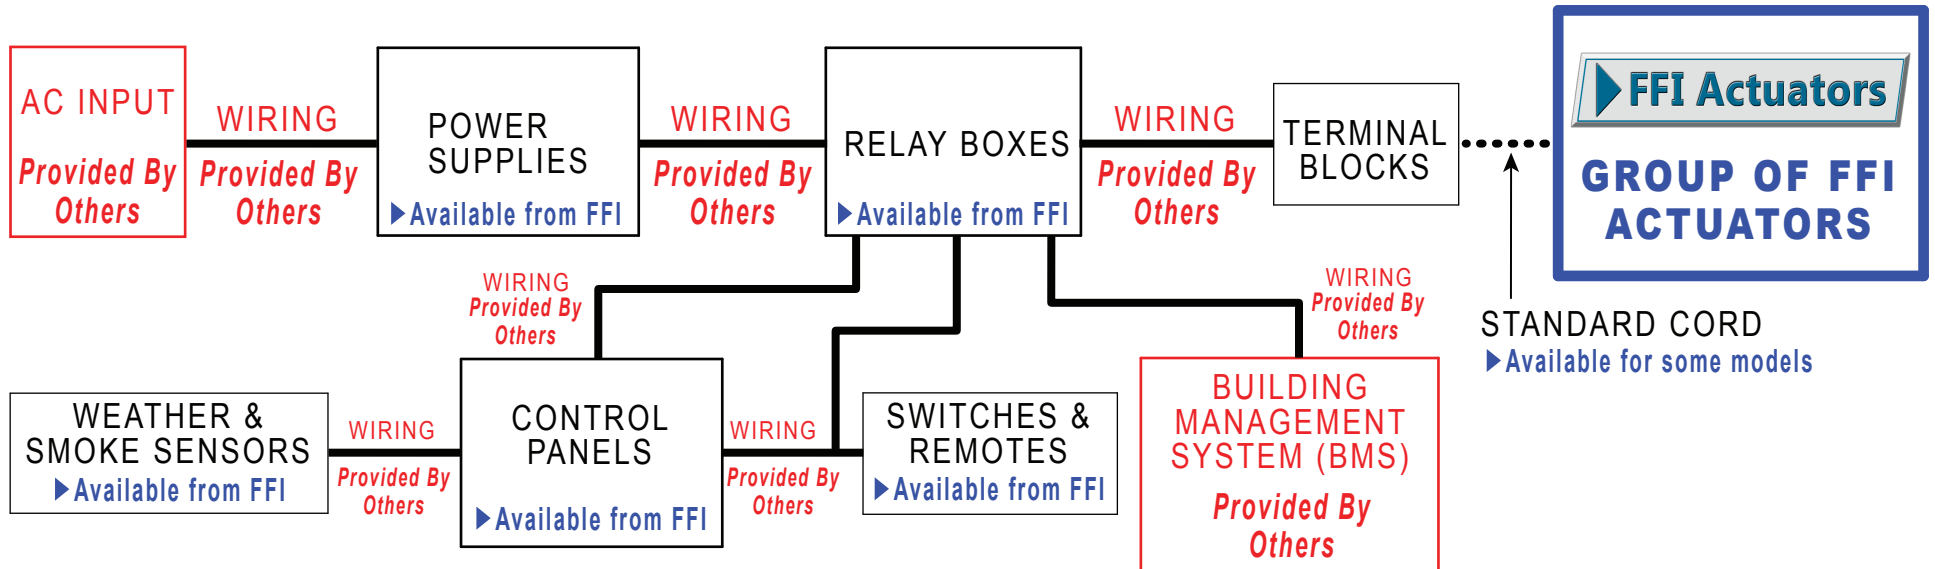 AC INPUT
Provided By
Others
WIRING
Provided By
Others
POWER
SUPPLIES
Available from FFI
WIRING
Provided By
Others
RELAY BOXES
Available from FFI
WIRING
Provided By
Others
TERMINAL
BLOCKS
FFI Actuators
GROUP OF FFI
ACTUATORS
STANDARD CORD
Available for some models
WIRING
Provided By
Others
WIRING
Provided By
Others
WEATHER &
SMOKE SENSORS
Available from FFI
WIRING
Provided By
Others
CONTROL
PANELS
Available from FFI
WIRING
Provided By
Others
SWITCHES &
REMOTES
Available from FFI
BUILDING
MANAGEMENT
SYSTEM (BMS)
Provided By
Others